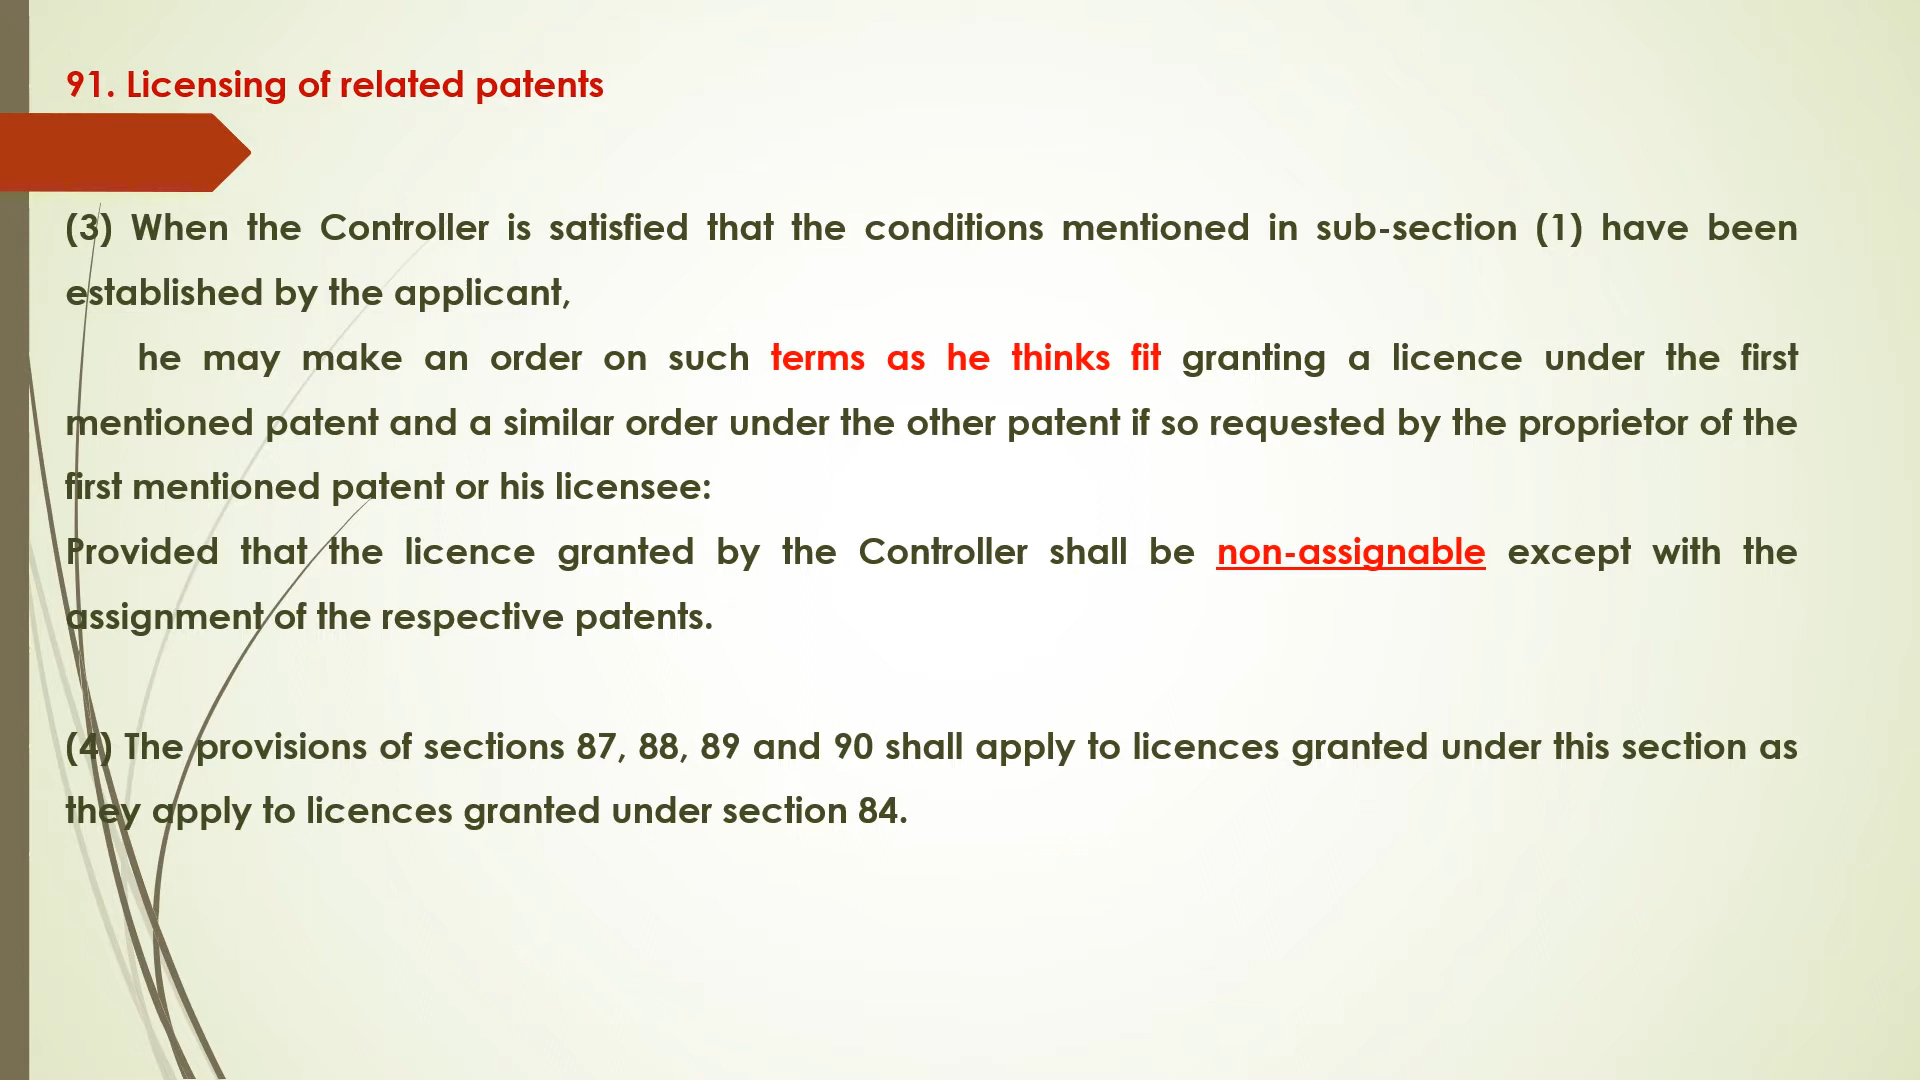 91. Licensing of related patents
(3) When the Controller is satisfied that the conditions mentioned in sub-section (1) have been
established by the applicant,
he may make an order on such terms as he thinks fit granting a licence under the first
mentioned patent and a similar order under the other patent if so requested by the proprietor of the
first mentioned patent or his licensee:
Provided that the licence granted by the Controller shall be non-assignable except with the
assignment of the respective patents.
(4) The provisions of sections 87, 88, 89 and 90 shall apply to licences granted under this section as
they apply to licences granted under section 84.